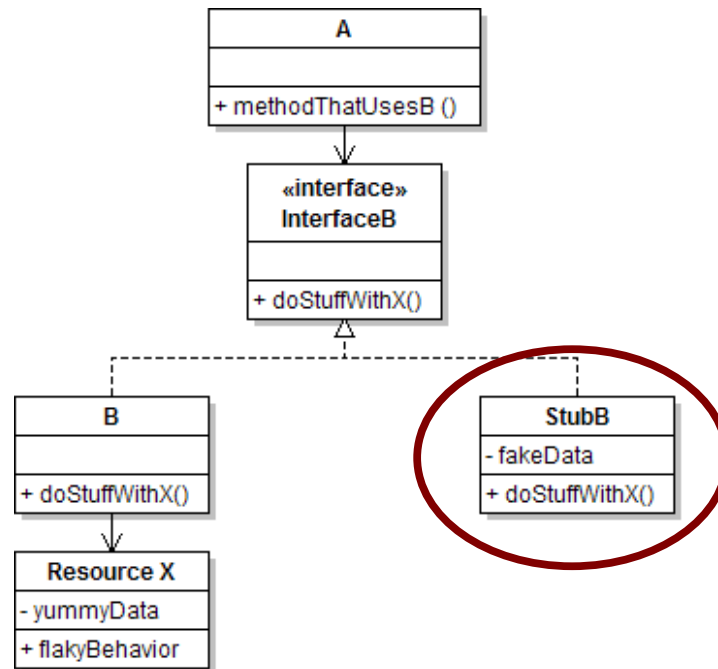 A
+ methodThatUsesB ()
«interface»
InterfaceB
+ doStuffWithX()
B
+ doStuffWithX()
StubB
- fakeData
+ doStuffWithX()
Resource X
- yummyData
+ flakyBehavior